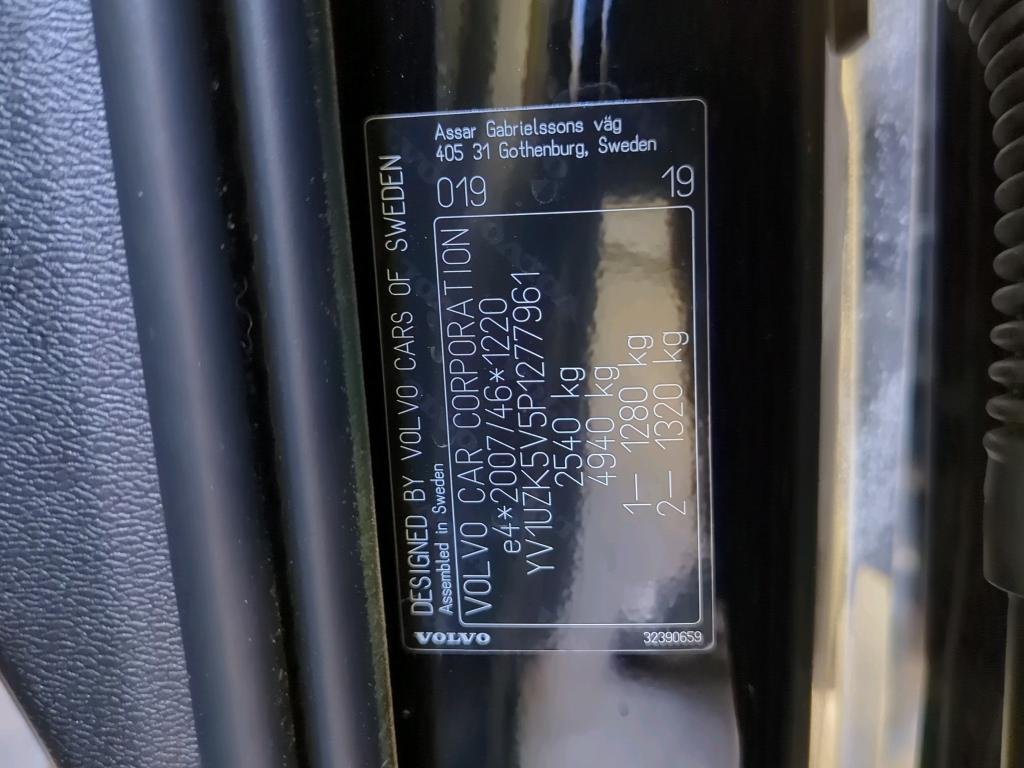 Assar Gabrielssons väg
405 31 Gothenburg, Sweden
019
19
DESIGNED BY VOLVO CARS OF SWEDEN
Assembled in Sweden
VOLVO CAR CORPORATION
e4*2007/46*1220
YV1UZK5V5P1277961
2540 kg
4940 kg
1— 1280 kg
2— 1320 kg
VOLVO
32390659